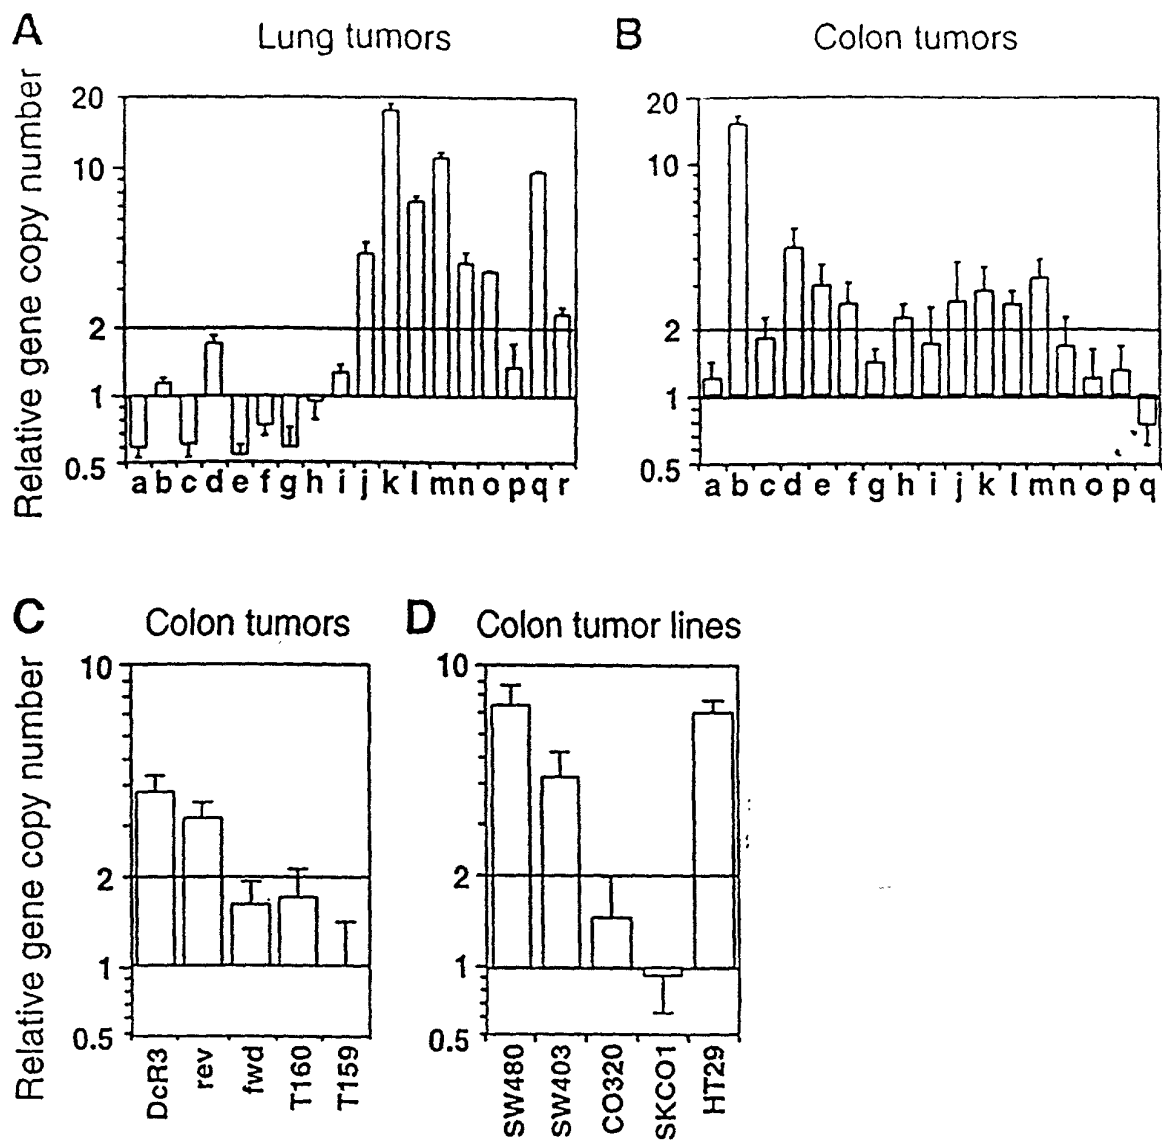 A
Lung tumors
Relative gene copy number
20
10
2
1
0.5
a b c d e f g h i j k l m n o p q r
B
Colon tumors
20
10
2
1
0.5
a b c d e f g h i j k l m n o p q
C
Colon tumors
Relative gene copy number
10
2
1
0.5
DcR3
rev
fwd
T160
T159
D
Colon tumor lines
10
2
1
0.5
SW480
SW403
CO320
SKCO1
HT29